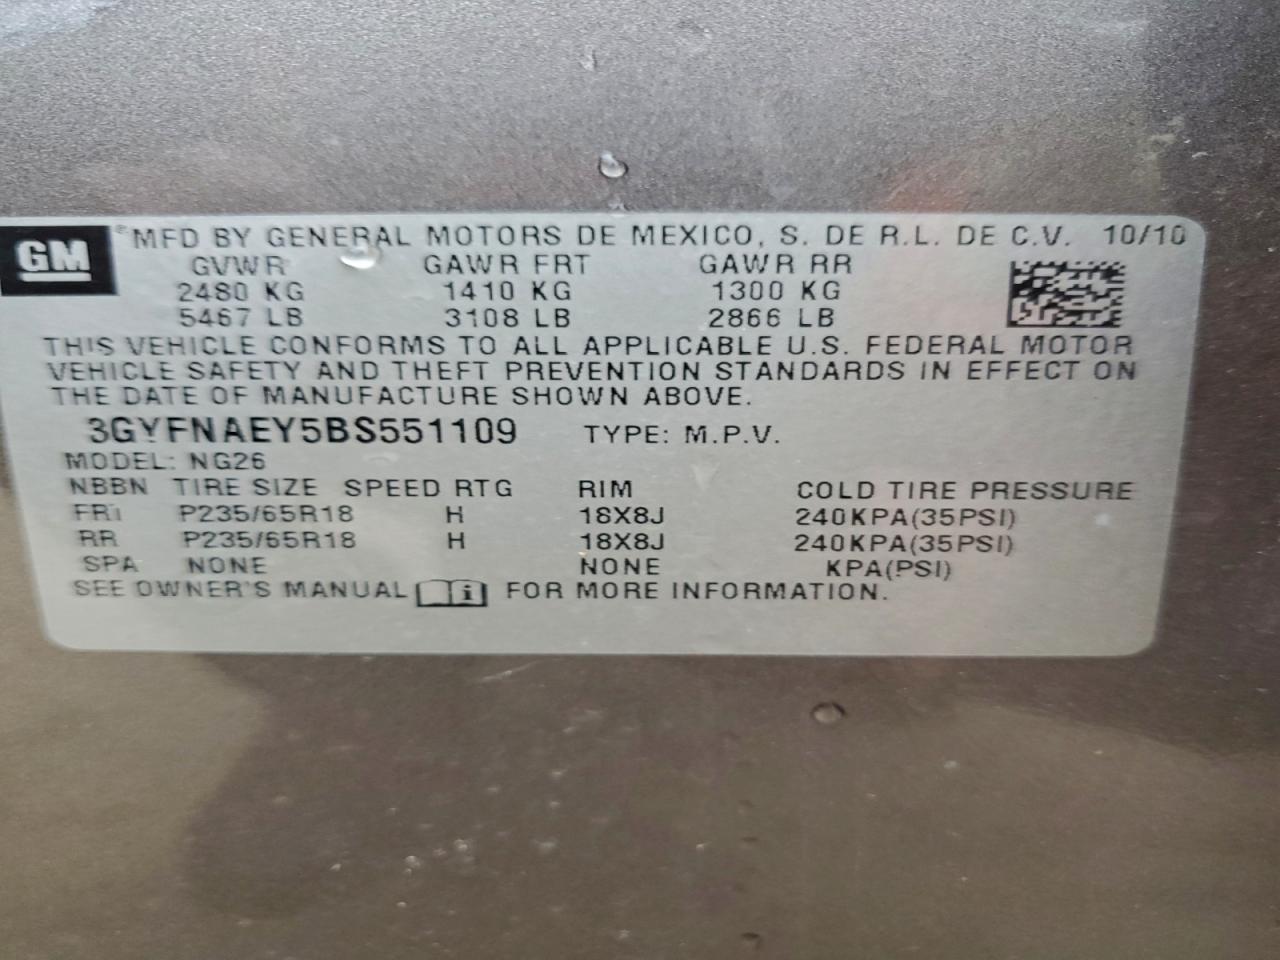 GM ® MFD BY GENERAL MOTORS DE MEXICO, S. DE R.L. DE C.V. 10/10
GVWR GAWR FRT GAWR RR
2480 KG 1410 KG 1300 KG
5467 LB 3108 LB 2866 LB
THIS VEHICLE CONFORMS TO ALL APPLICABLE U.S. FEDERAL MOTOR
VEHICLE SAFETY AND THEFT PREVENTION STANDARDS IN EFFECT ON
THE DATE OF MANUFACTURE SHOWN ABOVE.
3GYFNAEY5BS551109 TYPE: M.P.V.
MODEL: NG26
NBBN TIRE SIZE SPEED RTG RIM COLD TIRE PRESSURE
FRT P235/65R18 H 18X8J 240KPA(35PSI)
RR P235/65R18 H 18X8J 240KPA(35PSI)
SPA NONE NONE KPA(PSI)
SEE OWNER'S MANUAL i FOR MORE INFORMATION.